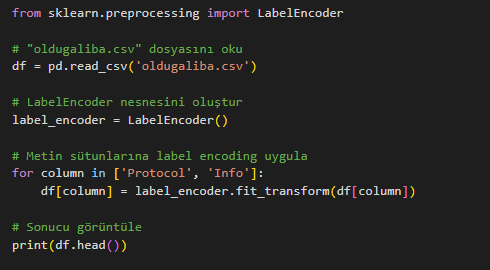 from sklearn.preprocessing import LabelEncoder
# "oldugaliba.csv" dosyasını oku
df = pd.read_csv('oldugaliba.csv')
# LabelEncoder nesnesini oluştur
label_encoder = LabelEncoder()
# Metin sütunlarına label encoding uygula
for column in ['Protocol', 'Info']:
    df[column] = label_encoder.fit_transform(df[column])
# Sonucu görüntüle
print(df.head())